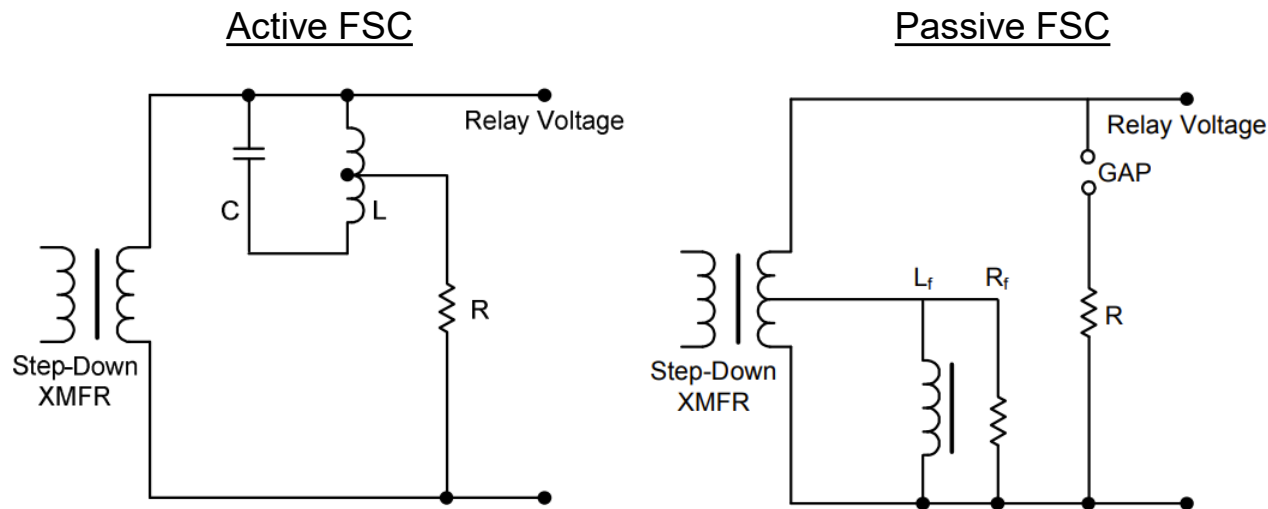 Active FSC
Relay Voltage
C
L
R
Step-Down
XMFR
Passive FSC
Relay Voltage
GAP
Lf
Rf
R
Step-Down
XMFR